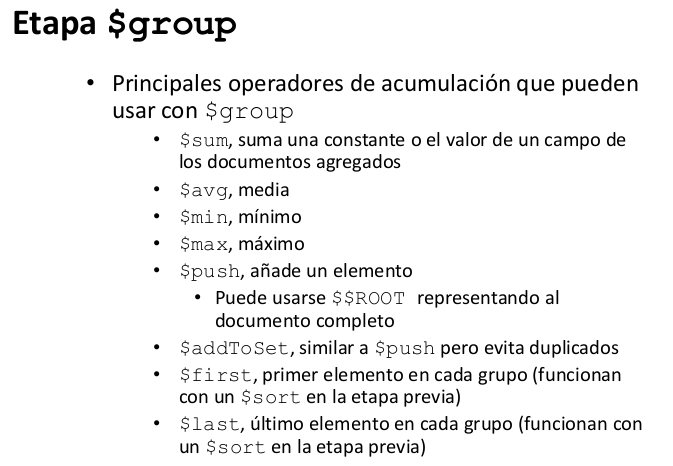 Etapa $group
• Principales operadores de acumulación que pueden
usar con $group
• $sum, suma una constante o el valor de un campo de
los documentos agregados
• $avg, media
• $min, mínimo
• $max, máximo
• $push, añade un elemento
• Puede usarse $$ROOT representando al
documento completo
• $addToSet, similar a $push pero evita duplicados
• $first, primer elemento en cada grupo (funcionan
con un $sort en la etapa previa)
• $last, último elemento en cada grupo (funcionan con
un $sort en la etapa previa)